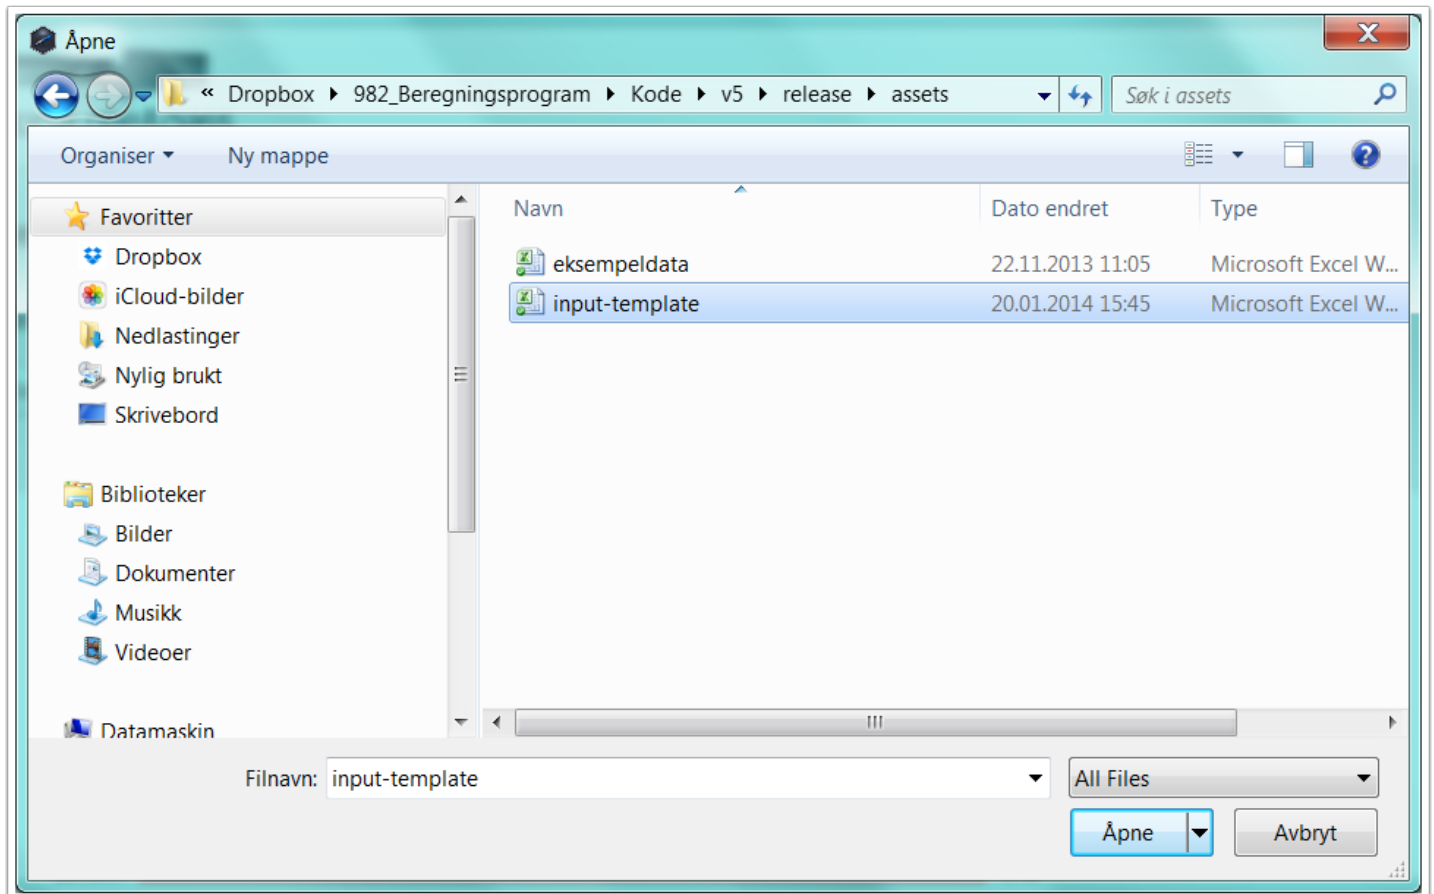 Åpne
« Dropbox 982_Beregningsprogram Kode v5 release assets Søk i assets
Organiser Ny mappe
Navn Dato endret Type
Favoritter
Dropbox
iCloud-bilder
Nedlastinger
Nylig brukt
Skrivebord
Biblioteker
Bilder
Dokumenter
Musikk
Videoer
Datamaskin
eksempeldata 22.11.2013 11:05 Microsoft Excel W...
input-template 20.01.2014 15:45 Microsoft Excel W...
Filnavn: input-template All Files
Åpne Avbryt